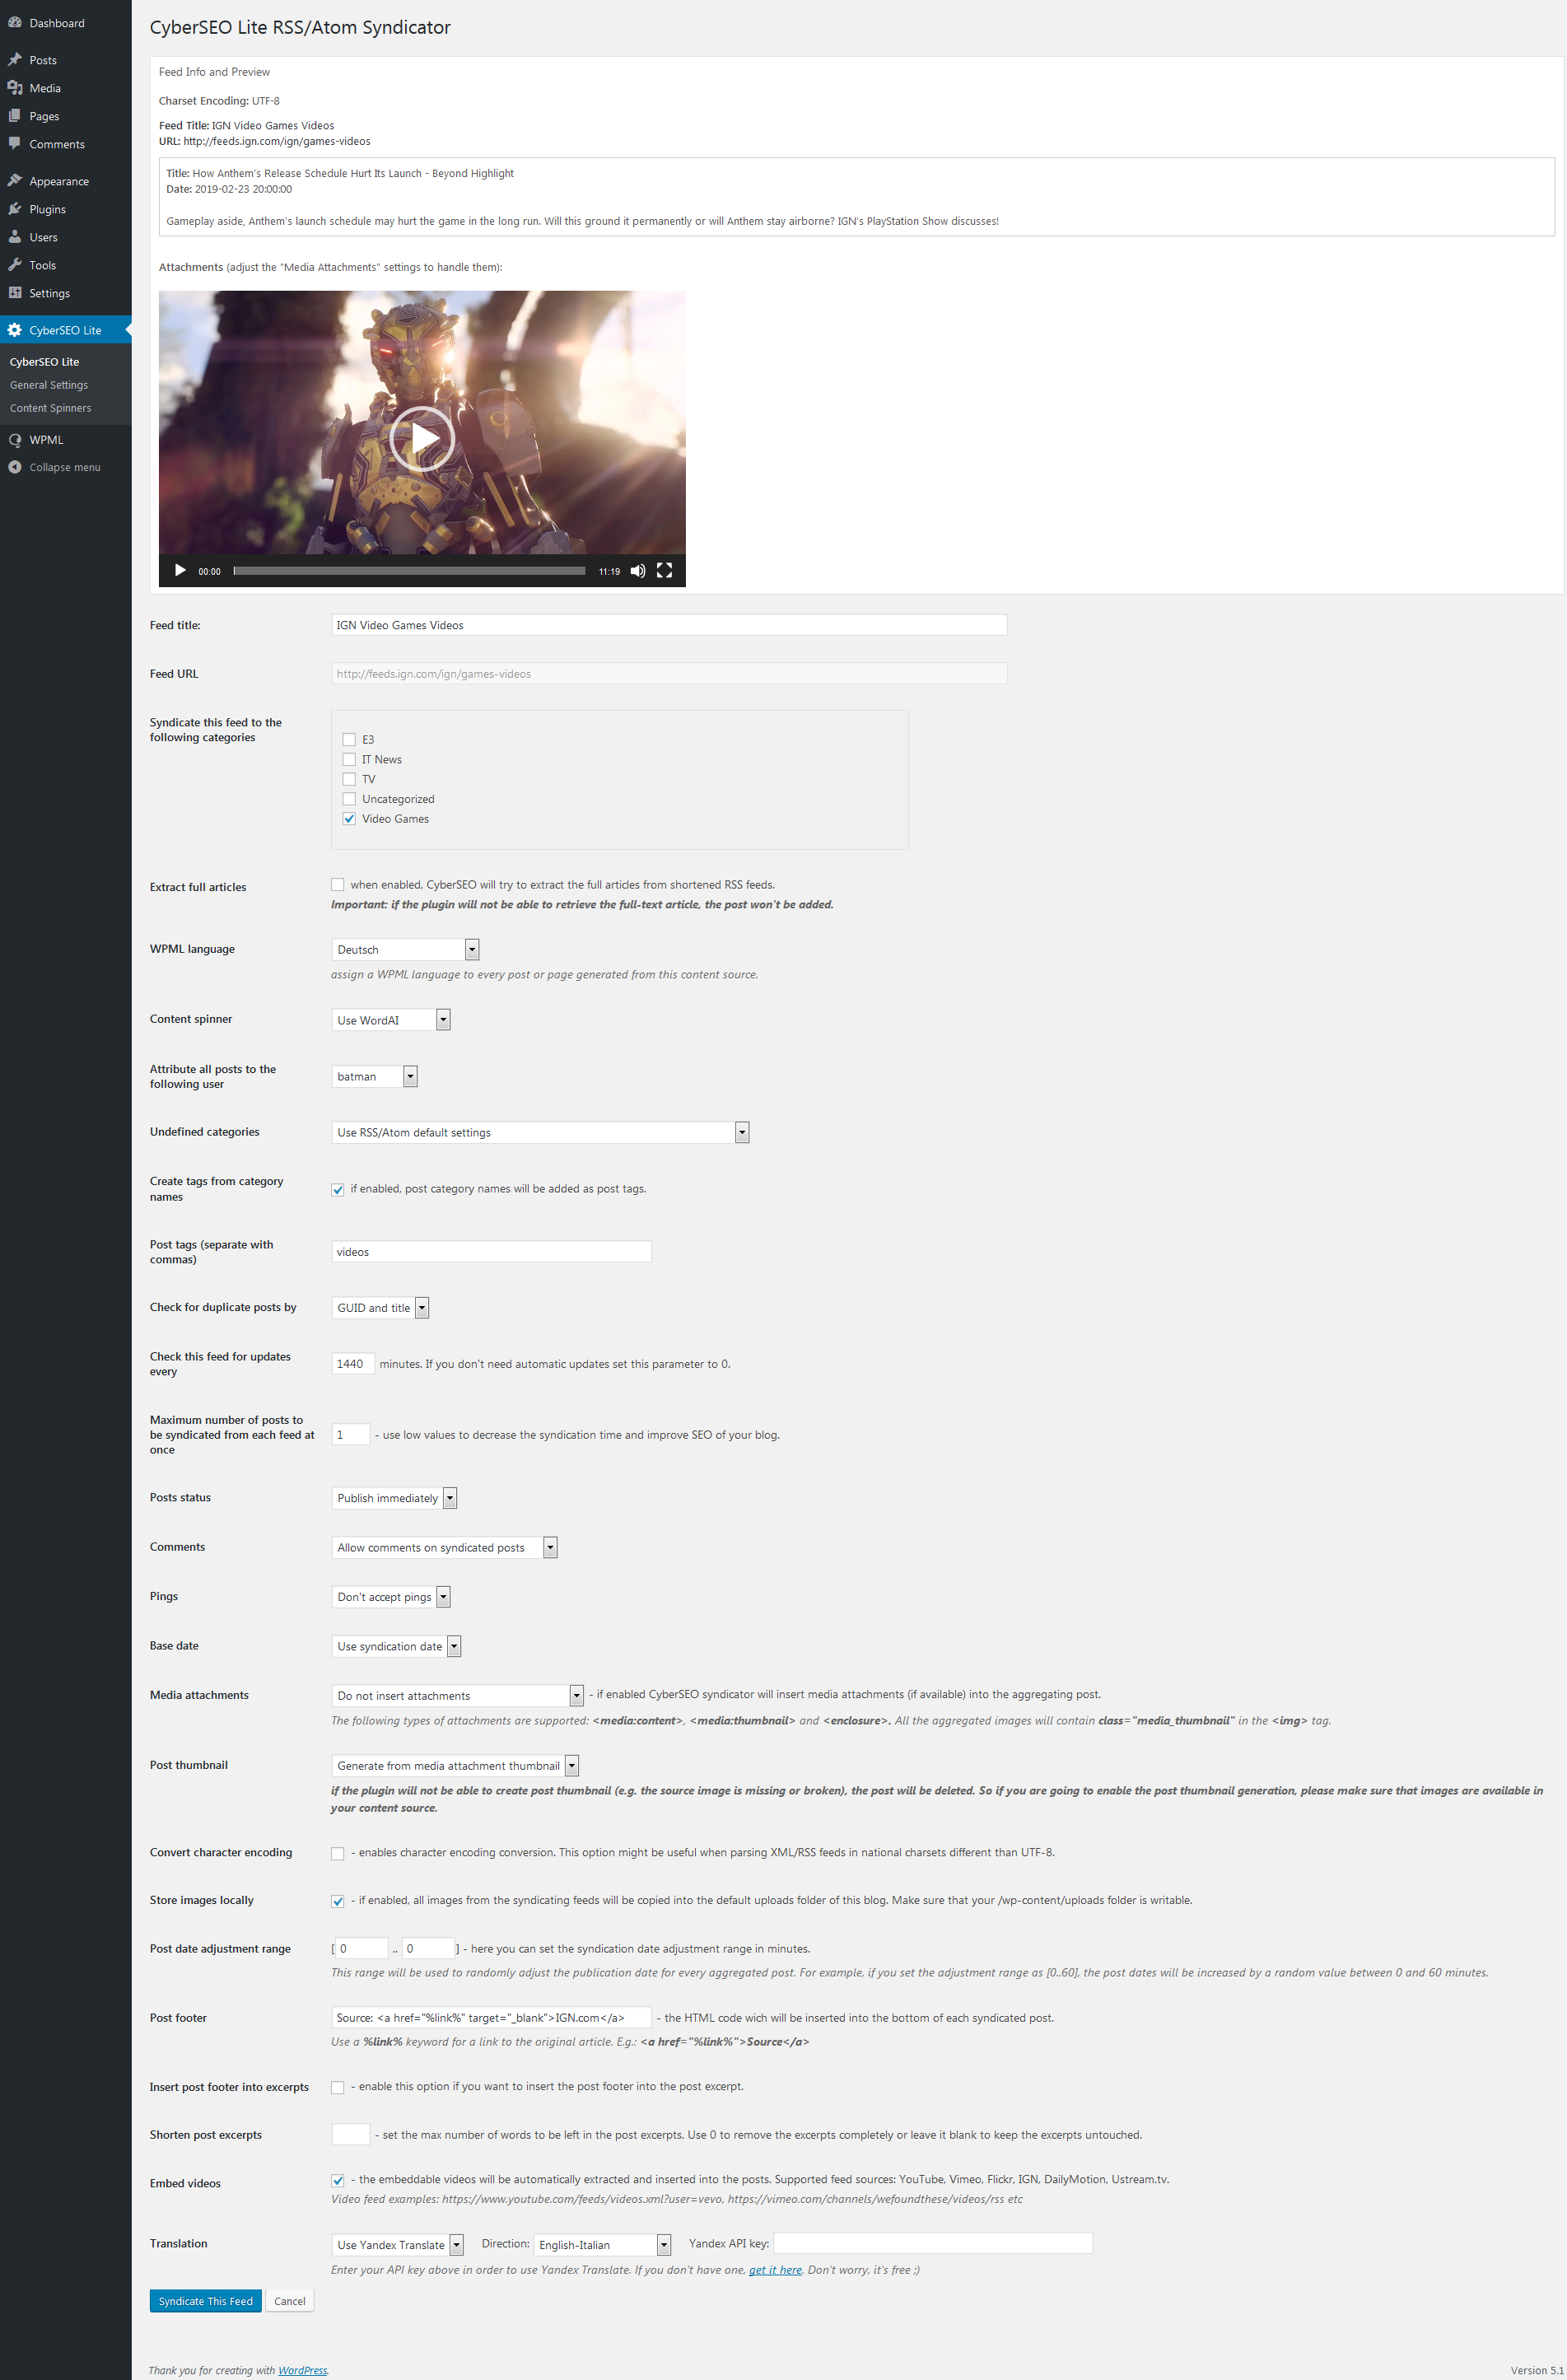 Dashboard
Posts
Media
Pages
Comments
Appearance
Plugins
Users
Tools
Settings
CyberSEO Lite
CyberSEO Lite
General Settings
Content Spinners
WPML
Collapse menu
CyberSEO Lite RSS/Atom Syndicator
Feed Info and Preview
Charset Encoding: UTF-8
Feed Title: IGN Video Games Videos
URL: http://feeds.ign.com/ign/games-videos
Title: How Anthem's Release Schedule Hurt Its Launch - Beyond Highlight
Date: 2019-02-23 20:00:00
Gameplay aside, Anthem's launch schedule may hurt the game in the long run. Will this ground it permanently or will Anthem stay airborne? IGN's PlayStation Show discusses!
Attachments (adjust the "Media Attachments" settings to handle them):
00:00 11:19
Feed title: IGN Video Games Videos
Feed URL http://feeds.ign.com/ign/games-videos
Syndicate this feed to the
following categories
E3
IT News
TV
Uncategorized
Video Games
Extract full articles when enabled, CyberSEO will try to extract the full articles from shortened RSS feeds.
Important: if the plugin will not be able to retrieve the full-text article, the post won't be added.
WPML language Deutsch
assign a WPML language to every post or page generated from this content source.
Content spinner Use WordAI
Attribute all posts to the
following user
batman
Undefined categories Use RSS/Atom default settings
Create tags from category
names
if enabled, post category names will be added as post tags.
Post tags (separate with
commas)
videos
Check for duplicate posts by GUID and title
Check this feed for updates
every
1440 minutes. If you don't need automatic updates set this parameter to 0.
Maximum number of posts to
be syndicated from each feed at
once
1 - use low values to decrease the syndication time and improve SEO of your blog.
Posts status Publish immediately
Comments Allow comments on syndicated posts
Pings Don't accept pings
Base date Use syndication date
Media attachments Do not insert attachments - if enabled CyberSEO syndicator will insert media attachments (if available) into the aggregating post.
The following types of attachments are supported: <media:content>, <media:thumbnail> and <enclosure>. All the aggregated images will contain class="media_thumbnail" in the <img> tag.
Post thumbnail Generate from media attachment thumbnail
if the plugin will not be able to create post thumbnail (e.g. the source image is missing or broken), the post will be deleted. So if you are going to enable the post thumbnail generation, please make sure that images are available in
your content source.
Convert character encoding - enables character encoding conversion. This option might be useful when parsing XML/RSS feeds in national charsets different than UTF-8.
Store images locally - if enabled, all images from the syndicating feeds will be copied into the default uploads folder of this blog. Make sure that your /wp-content/uploads folder is writable.
Post date adjustment range [ 0 .. 0 ] - here you can set the syndication date adjustment range in minutes.
This range will be used to randomly adjust the publication date for every aggregated post. For example, if you set the adjustment range as [0..60], the post dates will be increased by a random value between 0 and 60 minutes.
Post footer Source: <a href="%link%" target="_blank">IGN.com</a> - the HTML code wich will be inserted into the bottom of each syndicated post.
Use a %link% keyword for a link to the original article. E.g.: <a href="%link%">Source</a>
Insert post footer into excerpts - enable this option if you want to insert the post footer into the post excerpt.
Shorten post excerpts - set the max number of words to be left in the post excerpts. Use 0 to remove the excerpts completely or leave it blank to keep the excerpts untouched.
Embed videos - the embeddable videos will be automatically extracted and inserted into the posts. Supported feed sources: YouTube, Vimeo, Flickr, IGN, DailyMotion, Ustream.tv.
Video feed examples: https://www.youtube.com/feeds/videos.xml?user=vevo, https://vimeo.com/channels/wefoundthese/videos/rss etc
Translation Use Yandex Translate Direction: English-Italian Yandex API key:
Enter your API key above in order to use Yandex Translate. If you don't have one, get it here. Don't worry, it's free ;)
Syndicate This Feed Cancel
Thank you for creating with WordPress. Version 5.1